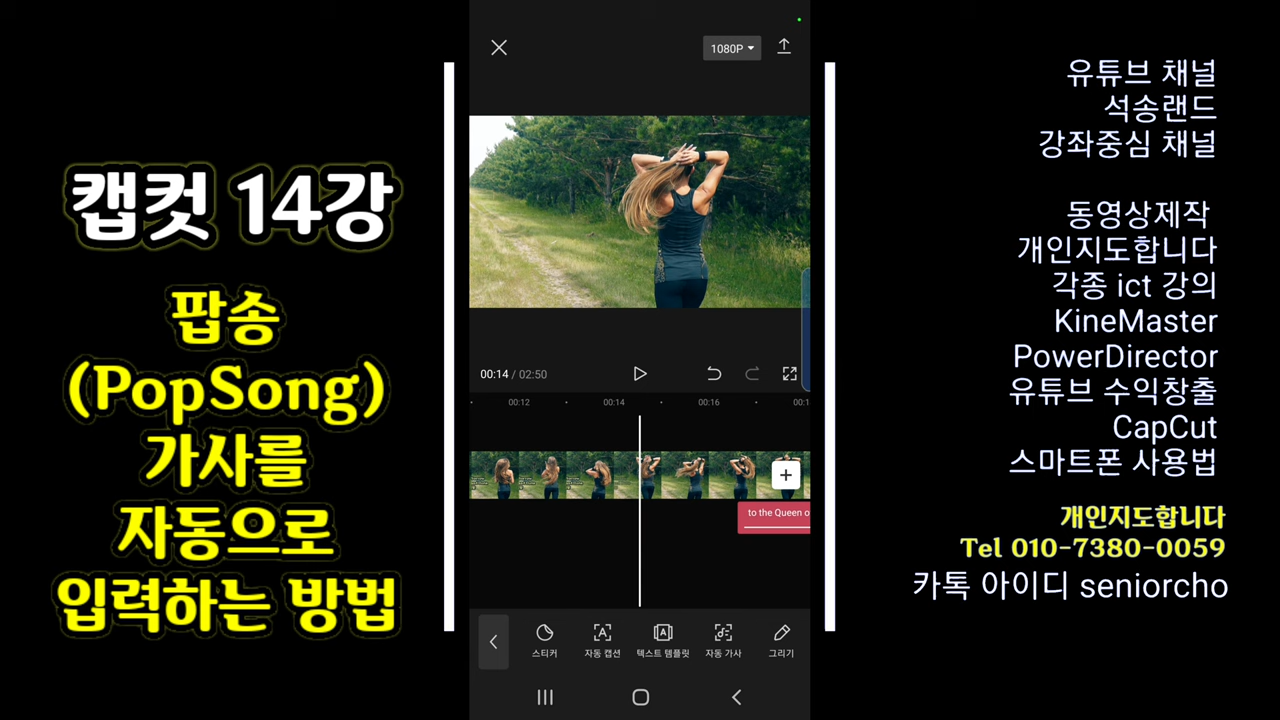 캡컷 14강
팝송
(PopSong)
가사를
자동으로
입력하는 방법
1080P
00:14 / 02:50
00:12
00:14
00:16
00:1
to the Queen o
스티커
자동 캡션
텍스트 템플릿
자동 가사
그리기
유튜브 채널
석송랜드
강좌중심 채널
동영상제작
개인지도합니다
각종 ict 강의
KineMaster
PowerDirector
유튜브 수익창출
CapCut
스마트폰 사용법
개인지도합니다
Tel 010-7380-0059
카톡 아이디 seniorcho